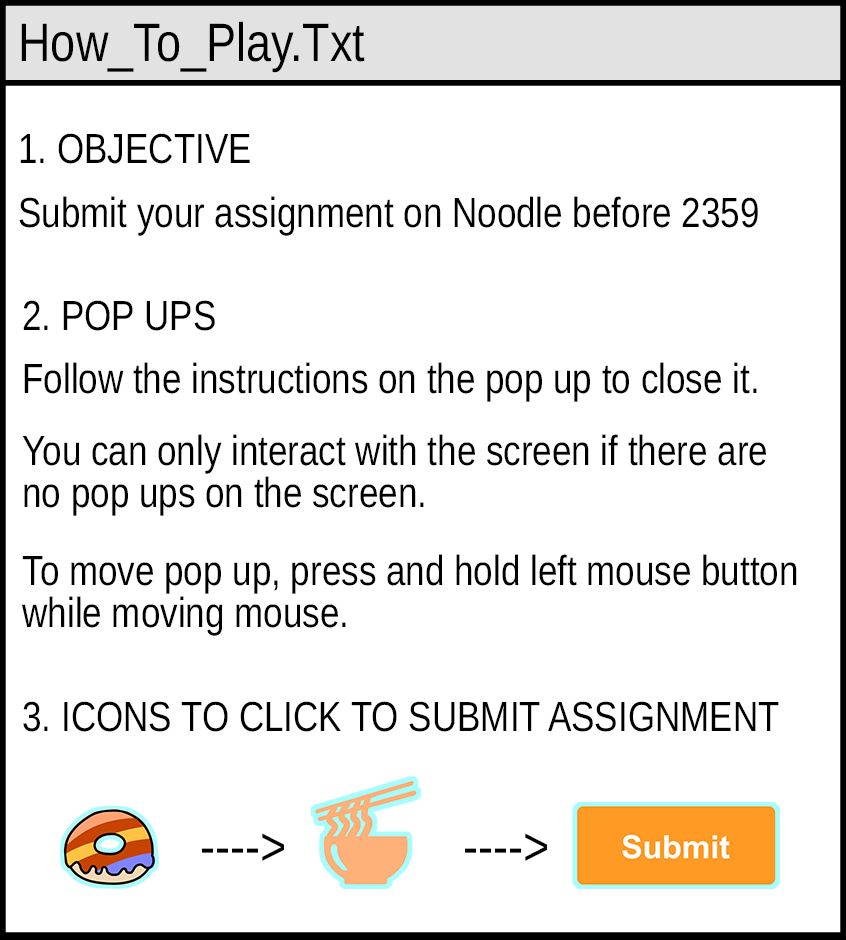 How_To_Play.Txt
1. OBJECTIVE
Submit your assignment on Noodle before 2359
2. POP UPS
Follow the instructions on the pop up to close it.
You can only interact with the screen if there are
no pop ups on the screen.
To move pop up, press and hold left mouse button
while moving mouse.
3. ICONS TO CLICK TO SUBMIT ASSIGNMENT
----> ----> Submit